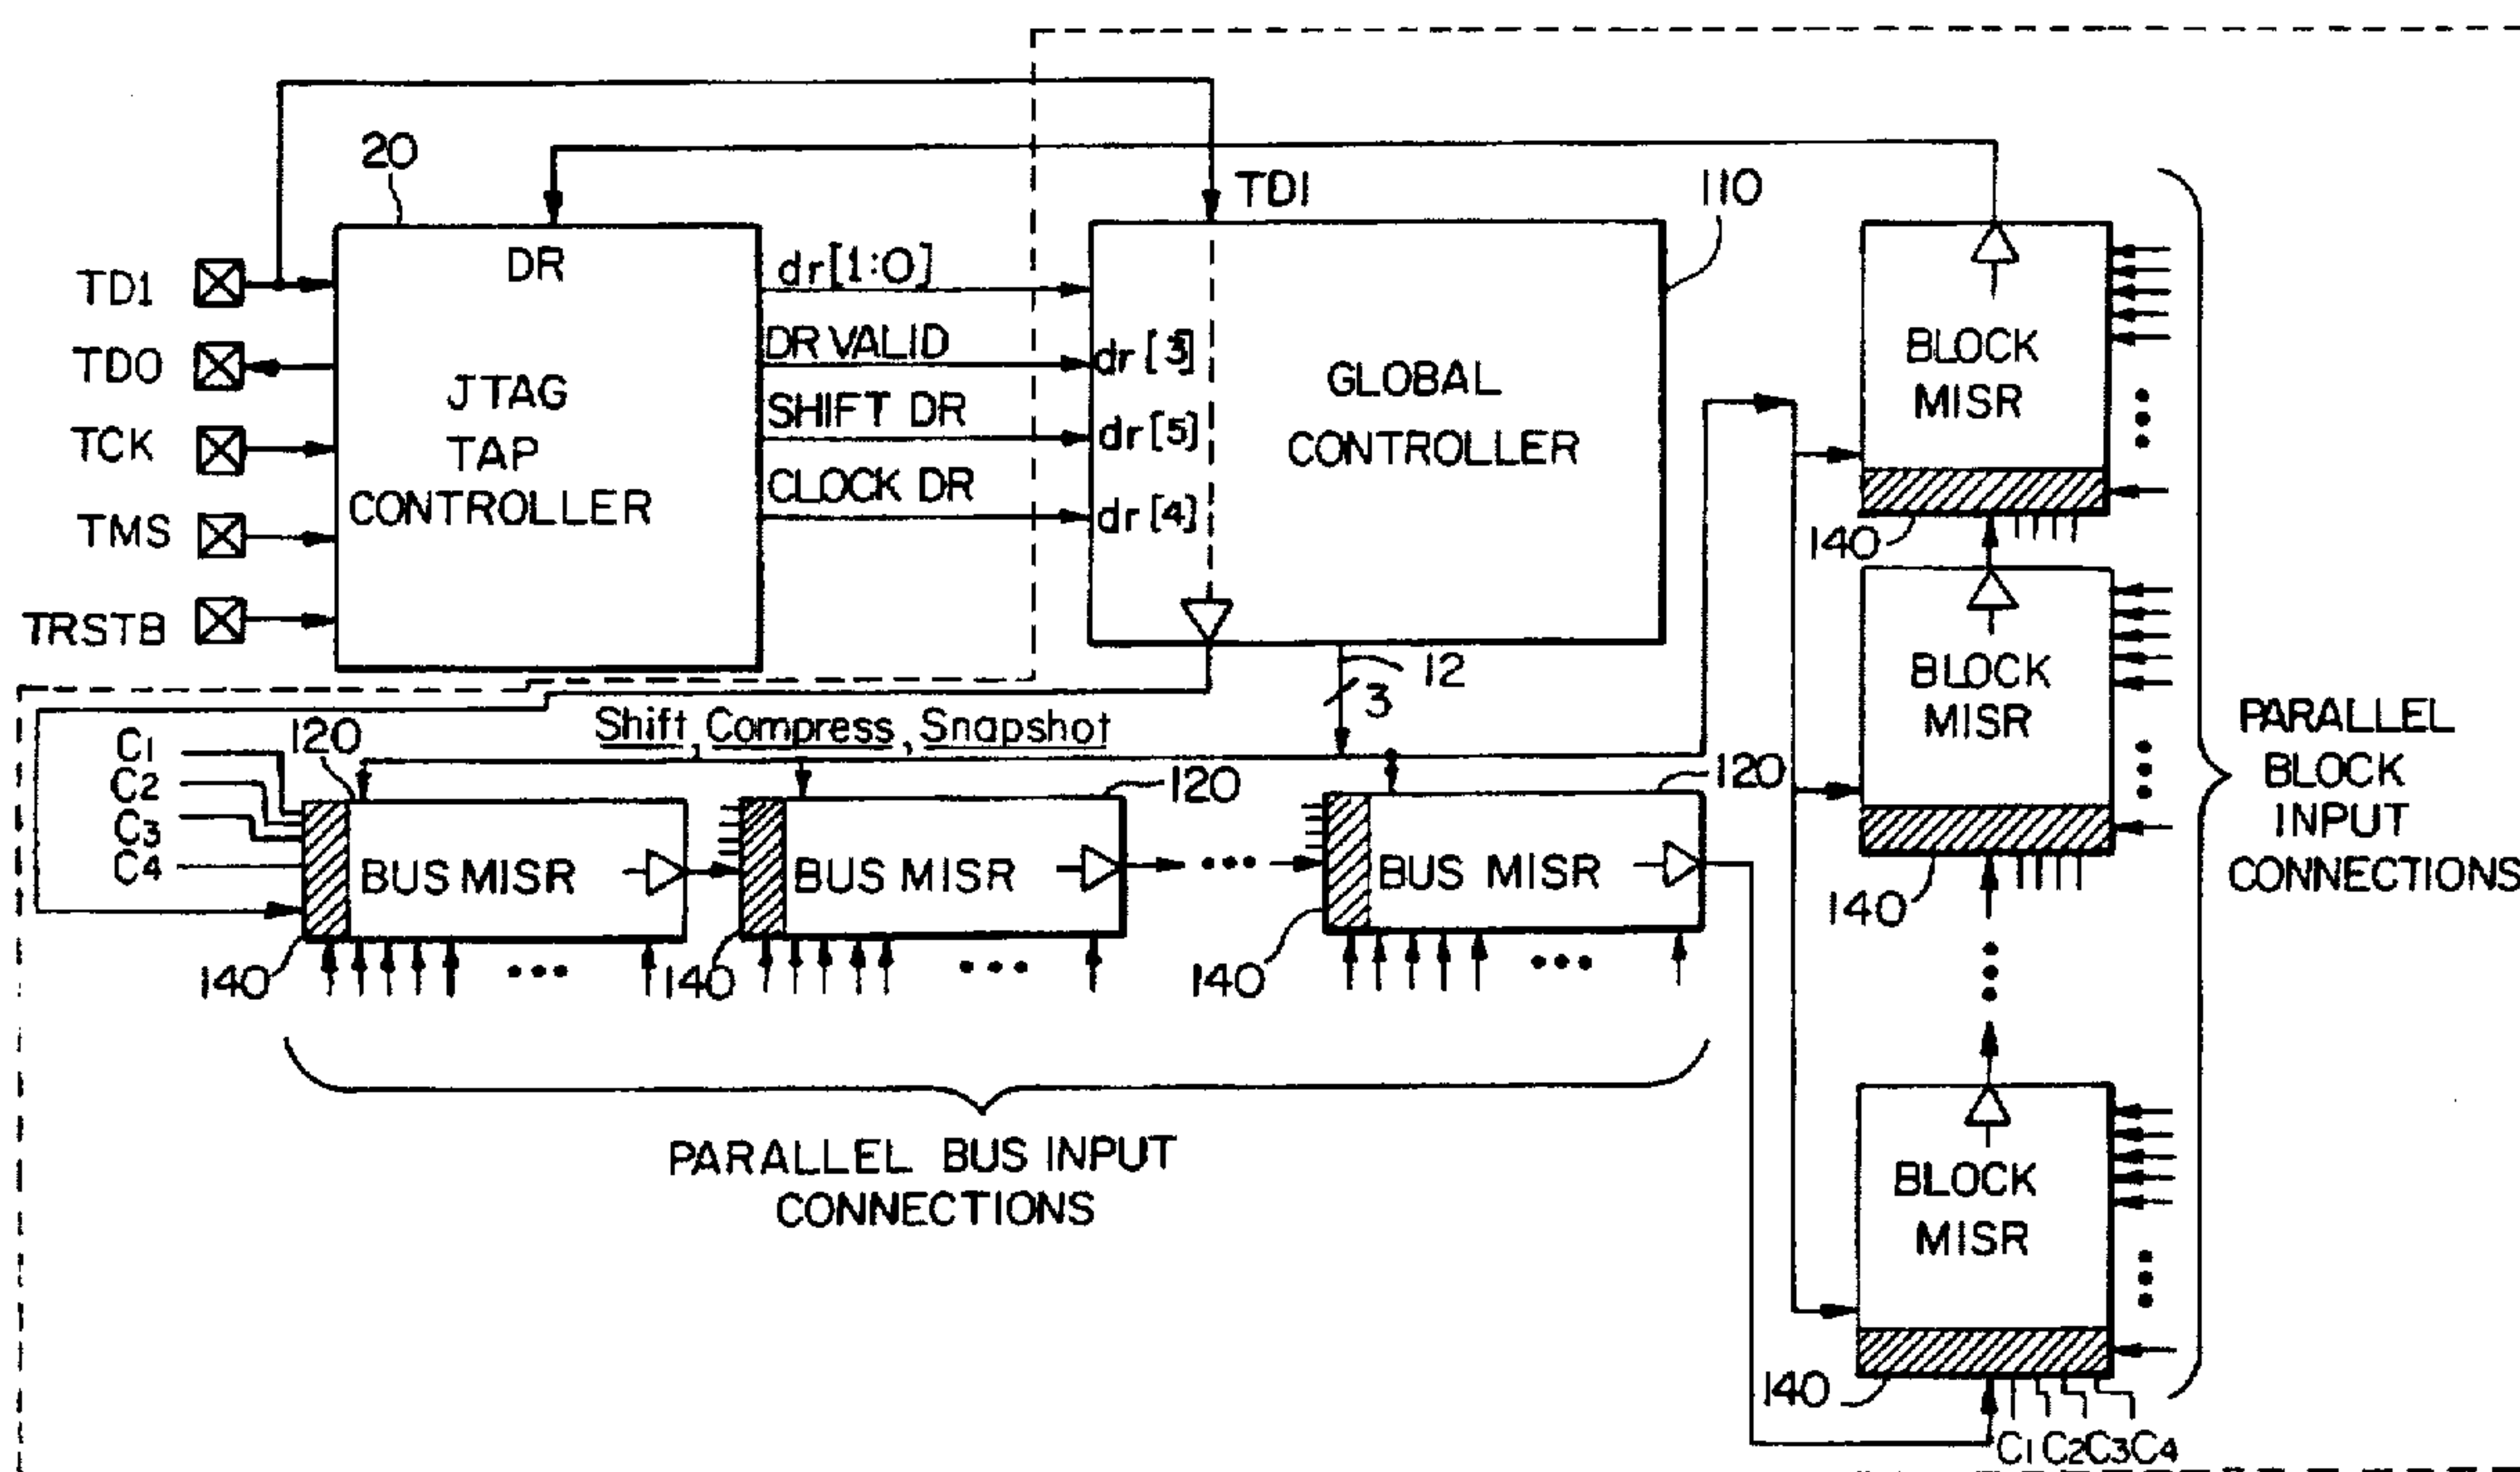 20
TDI
110
TDI
DR
dr[1:0]
TDO
DR VALID
dr[3]
JTAG
TAP
CONTROLLER
GLOBAL
CONTROLLER
BLOCK
MISR
TCK
SHIFT DR
dr[5]
CLOCK DR
TMS
dr[4]
140
TRSTB
12
3
BLOCK
MISR
PARALLEL
BLOCK
INPUT
CONNECTIONS
Shift, Compress, Snapshot
C1
C2
C3
C4
120
120
120
BUS MISR
BUS MISR
BUS MISR
140
140
140
140
PARALLEL BUS INPUT
CONNECTIONS
BLOCK
MISR
140
C1 C2 C3 C4